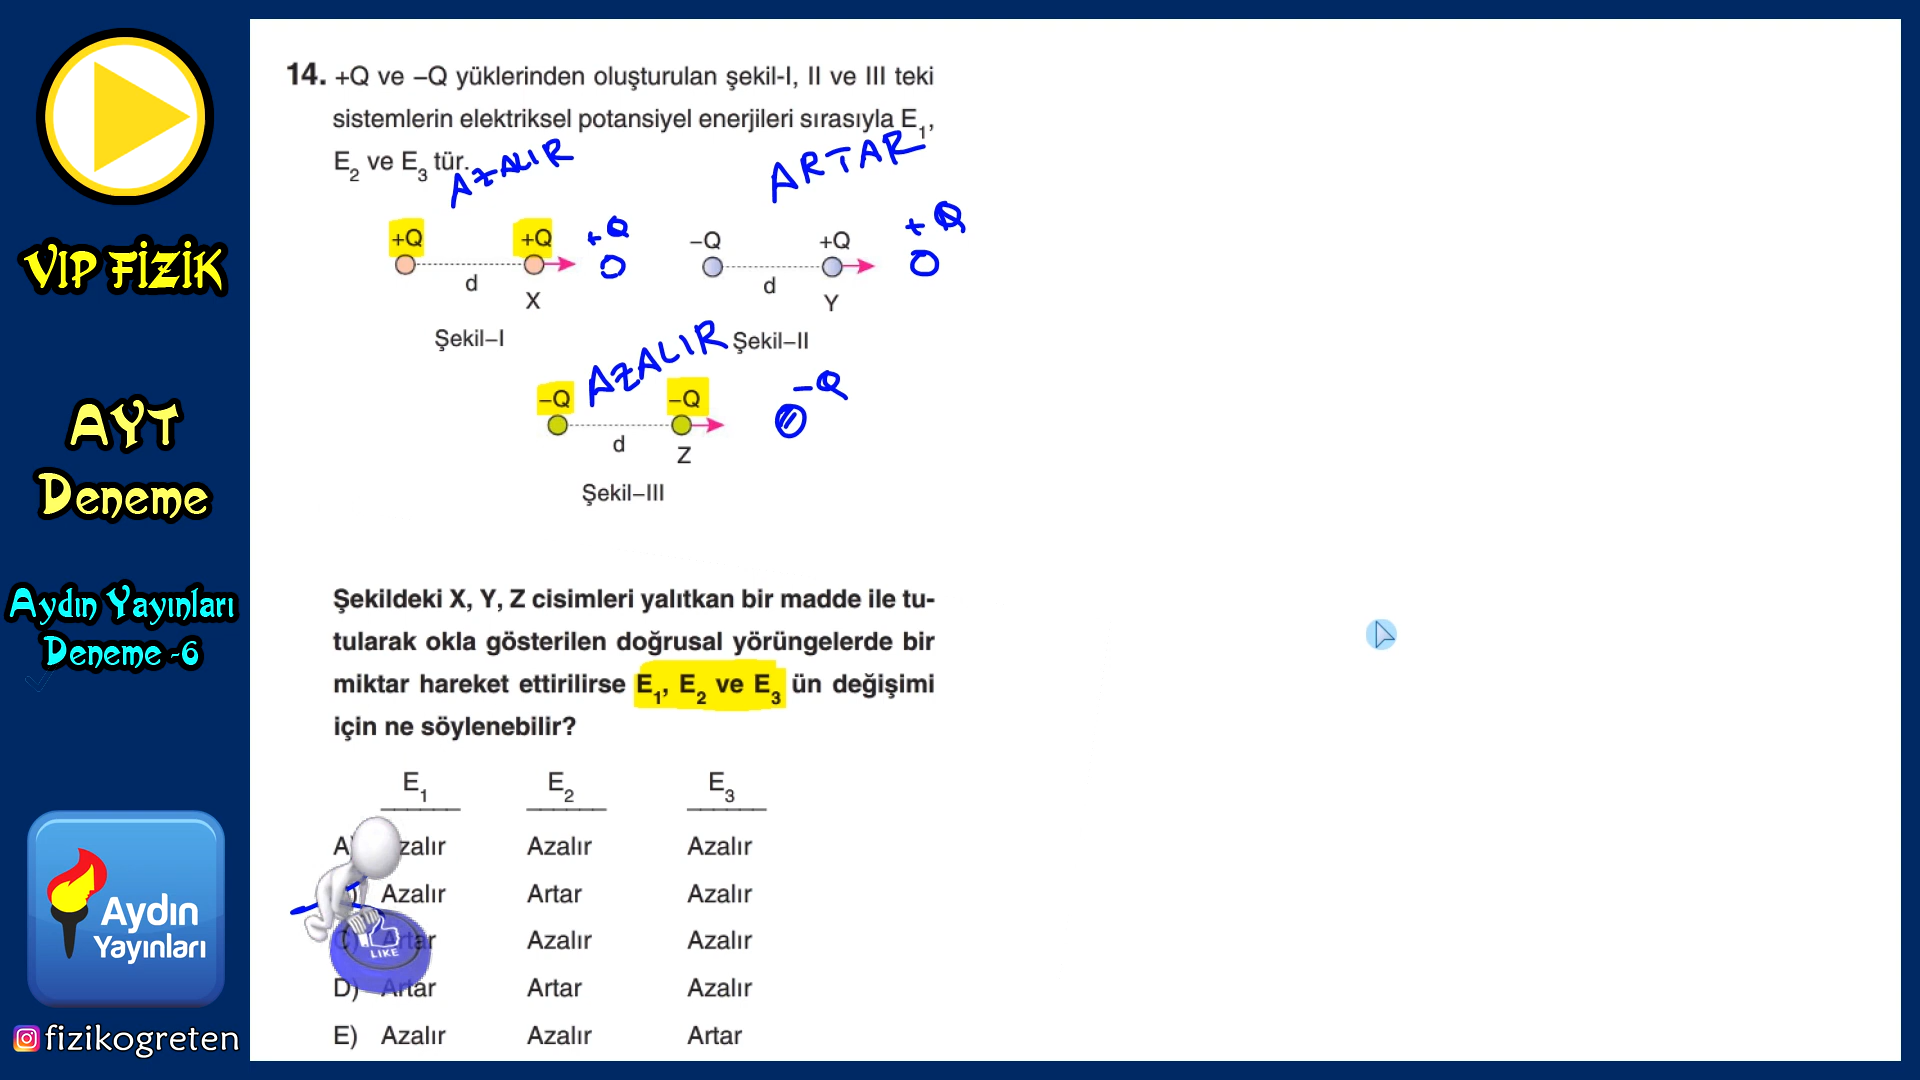 VIP FİZİK
AYT
Deneme
Aydın Yayınları
Deneme -6
Aydın
Yayınları
fizikogreten
14. +Q ve –Q yüklerinden oluşturulan şekil-I, II ve III teki
sistemlerin elektriksel potansiyel enerjileri sırasıyla E1,
E2 ve E3 tür.
AZALIR
ARTAR
+Q +Q +Q –Q +Q +Q
d d
X Y
Şekil–I Şekil–II
AZALIR
–Q –Q –Q
d
Z
Şekil–III
Şekildeki X, Y, Z cisimleri yalıtkan bir madde ile tu-
tularak okla gösterilen doğrusal yörüngelerde bir
miktar hareket ettirilirse E1, E2 ve E3 ün değişimi
için ne söylenebilir?
E1 E2 E3
A) zalır Azalır Azalır
Azalır Artar Azalır
C) Artar Azalır Azalır
D) Artar Artar Azalır
E) Azalır Azalır Artar
LIKE